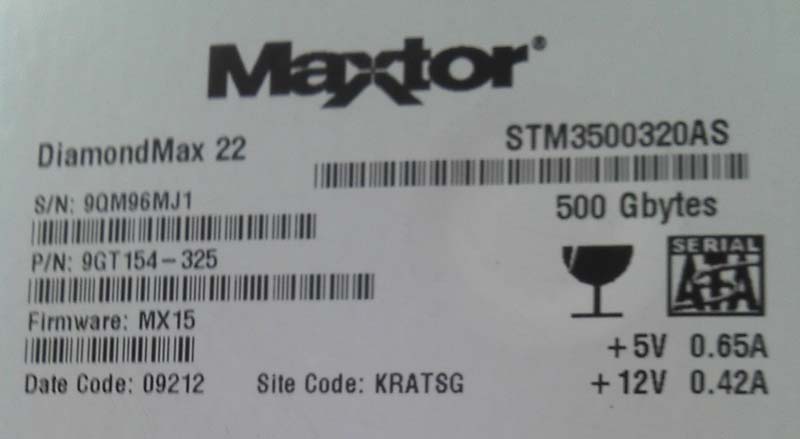 Maxtor®
DiamondMax 22
STM3500320AS
S/N: 9QM96MJ1
500 Gbytes
P/N: 9GT154-325
SERIAL
ATA
Firmware: MX15
+5V 0.65A
Date Code: 09212 Site Code: KRATSG
+12V 0.42A